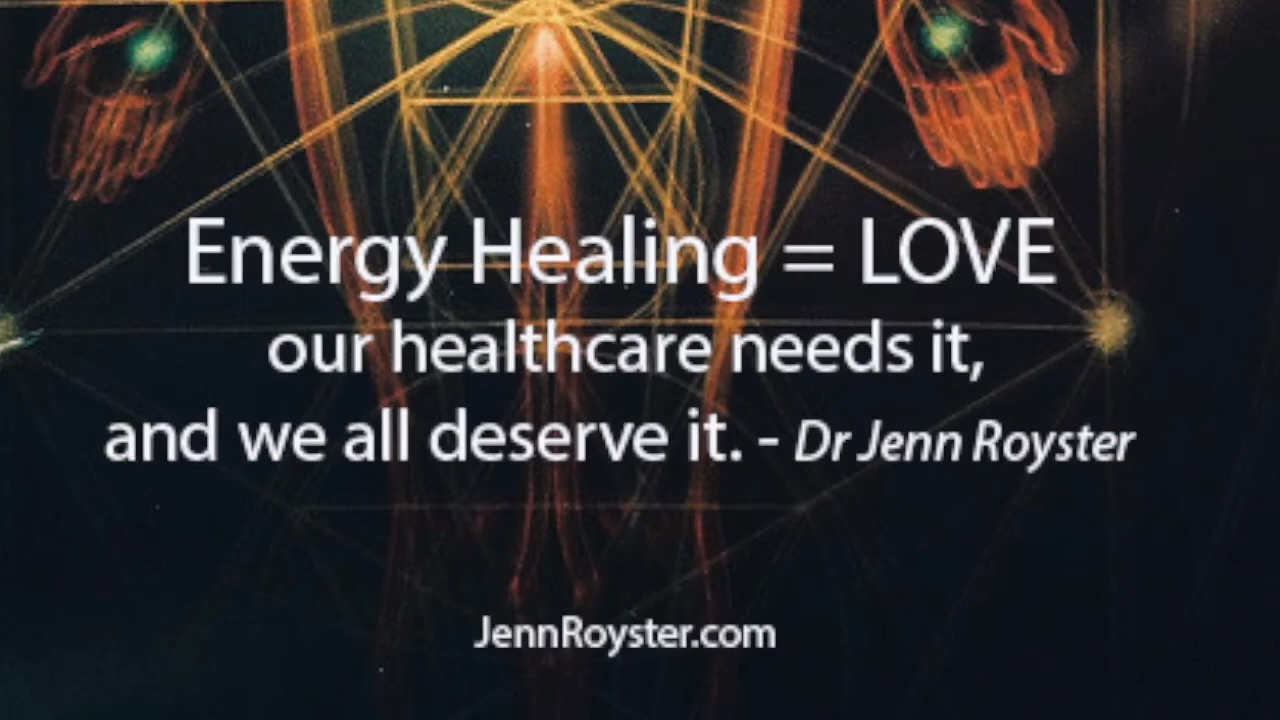 Energy Healing = LOVE
our healthcare needs it,
and we all deserve it. - Dr Jenn Royster
JennRoyster.com